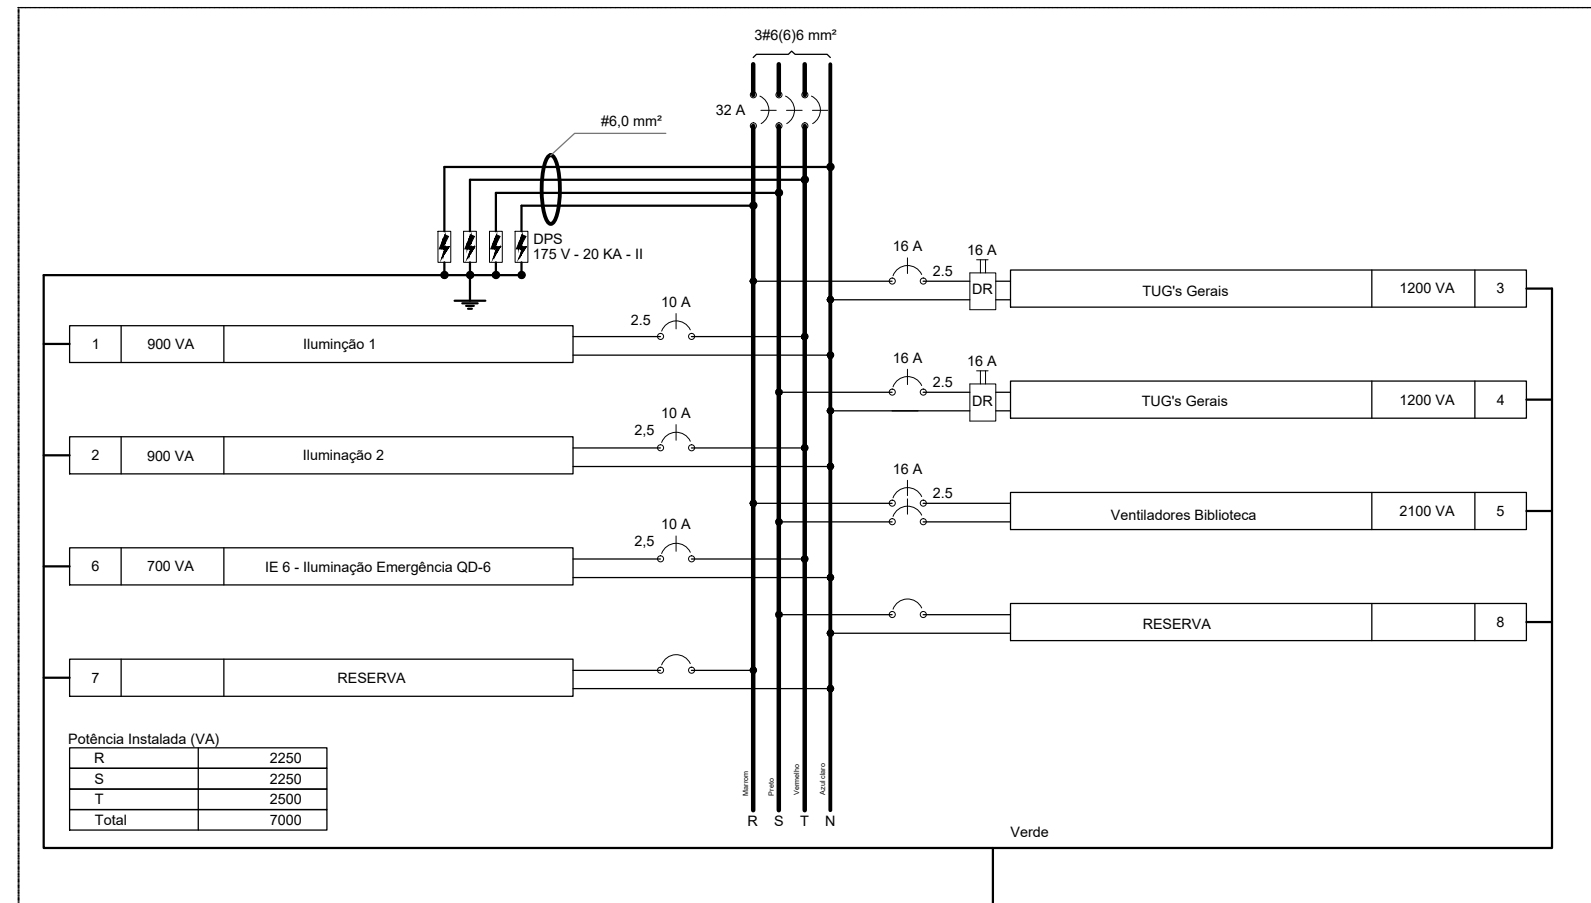 3#6(6)6 mm²
32 A
#6,0 mm²
DPS
175 V - 20 KA - II
10 A
2.5
1 900 VA Iluminção 1
10 A
2,5
2 900 VA Iluminação 2
10 A
2,5
6 700 VA IE 6 - Iluminação Emergência QD-6
7 RESERVA
16 A 16 A
2.5
DR
TUG's Gerais 1200 VA 3
16 A 16 A
2.5
DR
TUG's Gerais 1200 VA 4
16 A
2.5
Ventiladores Biblioteca 2100 VA 5
RESERVA 8
Potência Instalada (VA)
R 2250
S 2250
T 2500
Total 7000
Marrom
Preto
Vermelho
Azul claro
R S T N
Verde